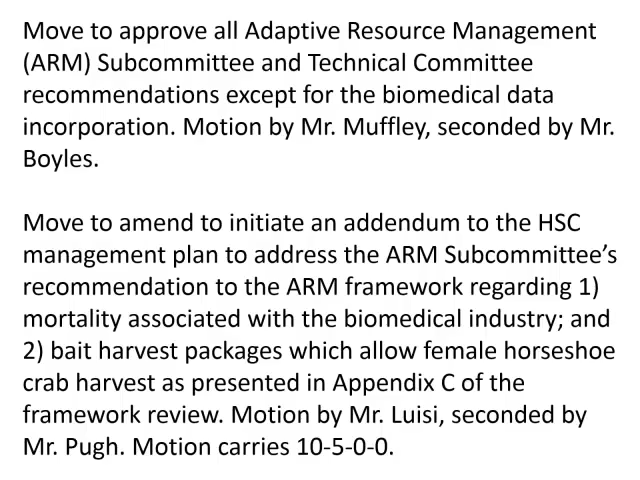 Move to approve all Adaptive Resource Management
(ARM) Subcommittee and Technical Committee
recommendations except for the biomedical data
incorporation. Motion by Mr. Muffley, seconded by Mr.
Boyles.
Move to amend to initiate an addendum to the HSC
management plan to address the ARM Subcommittee’s
recommendation to the ARM framework regarding 1)
mortality associated with the biomedical industry; and
2) bait harvest packages which allow female horseshoe
crab harvest as presented in Appendix C of the
framework review. Motion by Mr. Luisi, seconded by
Mr. Pugh. Motion carries 10-5-0-0.